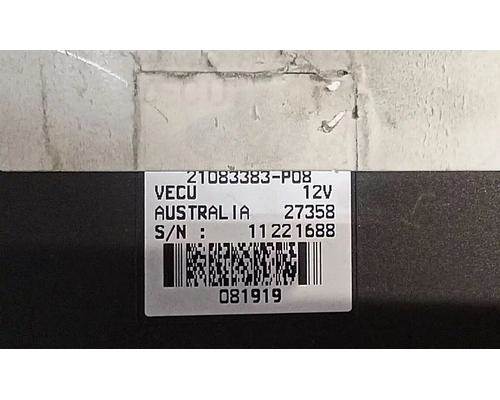 21083383-P08
VECU 12V
AUSTRALIA 27358
S/N : 11221688
081919